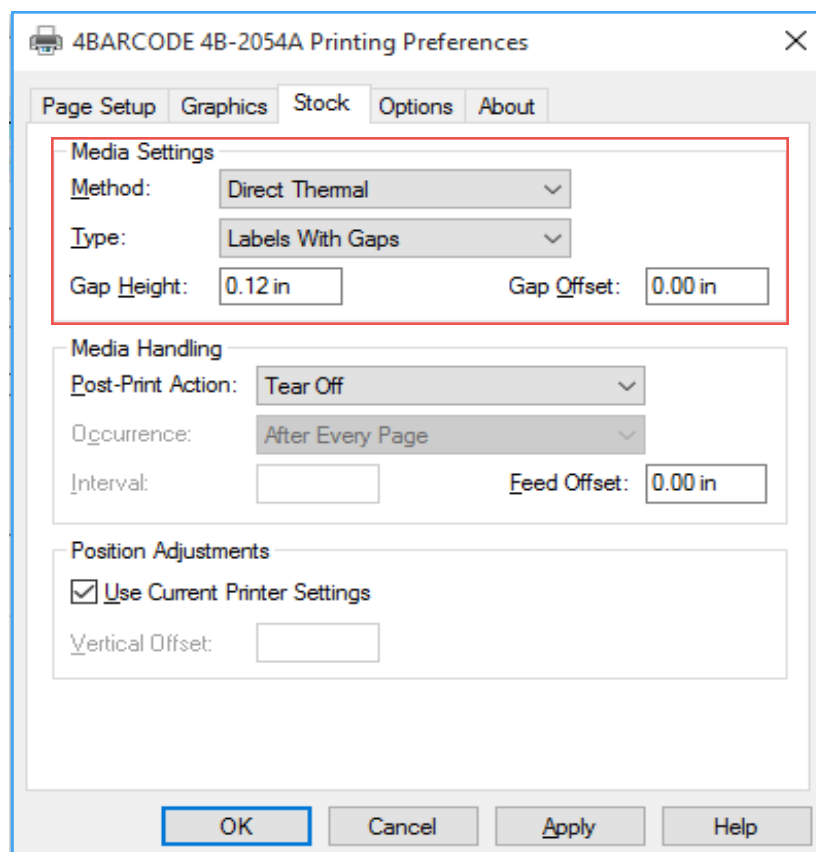 4BARCODE 4B-2054A Printing Preferences
Page Setup Graphics Stock Options About
Media Settings
Method: Direct Thermal
Type: Labels With Gaps
Gap Height: 0.12 in Gap Offset: 0.00 in
Media Handling
Post-Print Action: Tear Off
Occurrence: After Every Page
Interval: Feed Offset: 0.00 in
Position Adjustments
Use Current Printer Settings
Vertical Offset:
OK Cancel Apply Help